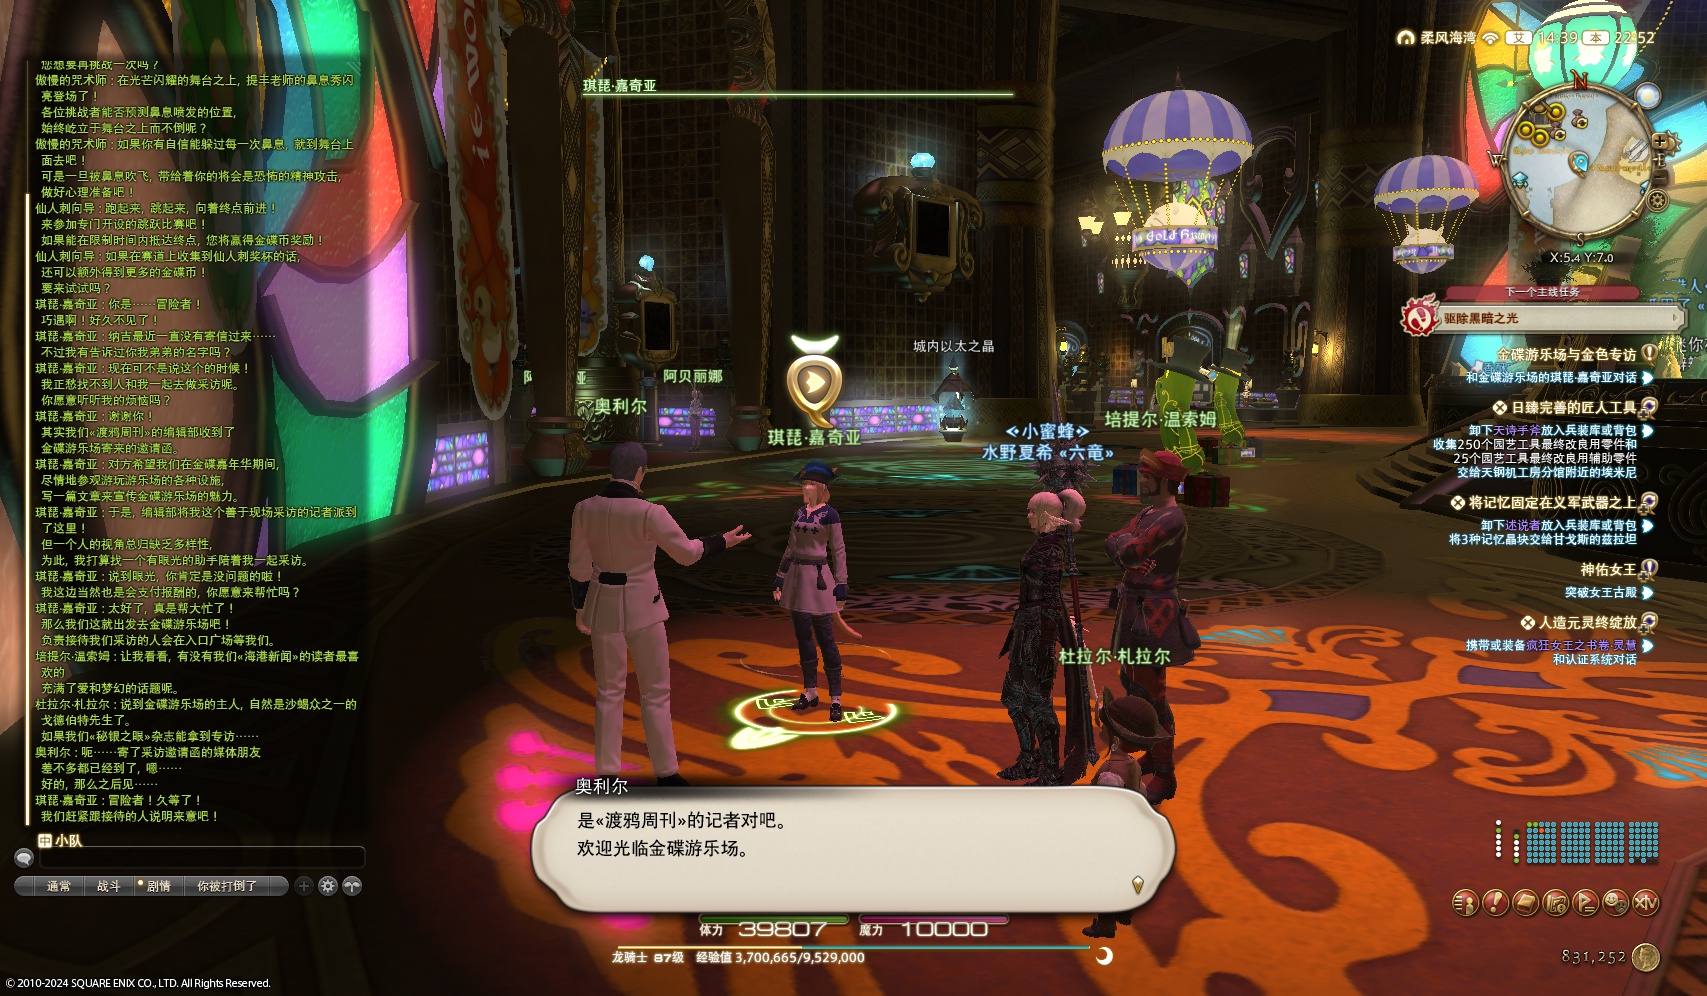 您想要再挑战一次吗？
傲慢的咒术师：在光芒闪耀的舞台之上，提丰老师的鼻息秀闪
亮登场了！
各位挑战者能否预测鼻息喷发的位置，
始终屹立于舞台之上而不倒呢？
傲慢的咒术师：如果你有自信能躲过每一次鼻息，就到舞台上
面去吧！
可是一旦被鼻息吹飞，带给着你的将会是恐怖的精神攻击，
做好心理准备吧！
仙人刺向导：跑起来，跳起来，向着终点前进！
来参加专门开设的跳跃比赛吧！
如果能在限制时间内抵达终点，您将赢得金碟币奖励！
仙人刺向导：如果在赛道上收集到仙人刺奖杯的话，
还可以额外得到更多的金碟币！
要来试试吗？
琪琵·嘉奇亚：你是……冒险者！
巧遇啊！好久不见了！
琪琵·嘉奇亚：纳吉最近一直没有寄信过来……
不过我有告诉过你我弟弟的名字吗？
琪琵·嘉奇亚：现在可不是说这个的时候！
我正愁找不到人和我一起去做采访呢。
你愿意听听我的烦恼吗？
琪琵·嘉奇亚：谢谢你！
其实我们«渡鸦周刊»的编辑部收到了
金碟游乐场寄来的邀请函。
琪琵·嘉奇亚：对方希望我们在金碟嘉年华期间，
尽情地参观游玩游乐场的各种设施，
写一篇文章来宣传金碟游乐场的魅力。
琪琵·嘉奇亚：于是，编辑部将我这个善于现场采访的记者派到
了这里！
但一个人的视角总归缺乏多样性，
为此，我打算找一个有眼光的助手陪着我一起采访。
琪琵·嘉奇亚：说到眼光，你肯定是没问题的啦！
我这边当然也是会支付报酬的，你愿意来帮忙吗？
琪琵·嘉奇亚：太好了，真是帮大忙了！
那么我们这就出发去金碟游乐场吧！
负责接待我们采访的人会在入口广场等我们。
培提尔·温索姆：让我看看，有没有我们«海港新闻»的读者最喜
欢的
充满了爱和梦幻的话题呢。
杜拉尔·札拉尔：说到金碟游乐场的主人，自然是沙蝎众之一的
戈德伯特先生了。
如果我们«秘银之眼»杂志能拿到专访……
奥利尔：呃……寄了采访邀请函的媒体朋友
差不多都已经到了，嗯……
好的，那么之后见……
琪琵·嘉奇亚：冒险者！久等了！
我们赶紧跟接待的人说明来意吧！
中 小队
通常 战斗 剧情 你被打倒了
琪琵·嘉奇亚
阿贝丽娜
奥利尔
琪琵·嘉奇亚
城内以太之晶
小蜜蜂
水野夏希 «六竜»
培提尔·温索姆
杜拉尔·札拉尔
Gold
柔风海湾 艾 14:39 本 22:52
N
W
S
X:5.4 Y:7.0
下一个主线任务
驱除黑暗之光
金碟游乐场与金色专访
和金碟游乐场的琪琵·嘉奇亚对话
日臻完善的匠人工具
卸下天诗手斧放入兵装库或背包
收集250个园艺工具最终改良用零件和
25个园艺工具最终改良用辅助零件
交给天钢机工房分馆附近的埃米尼
将记忆固定在义军武器之上
卸下述说者放入兵装库或背包
将3种记忆晶块交给甘戈斯的兹拉坦
神佑女王
突破女王古殿
人造元灵终绽放
携带或装备疯狂女王之书卷·灵慧
和认证系统对话
奥利尔
是«渡鸦周刊»的记者对吧。
欢迎光临金碟游乐场。
体力 39807 魔力 10000
龙骑士 87级 经验值 3,700,665/9,529,000
XIV
831,252
© 2010-2024 SQUARE ENIX CO., LTD. All Rights Reserved.